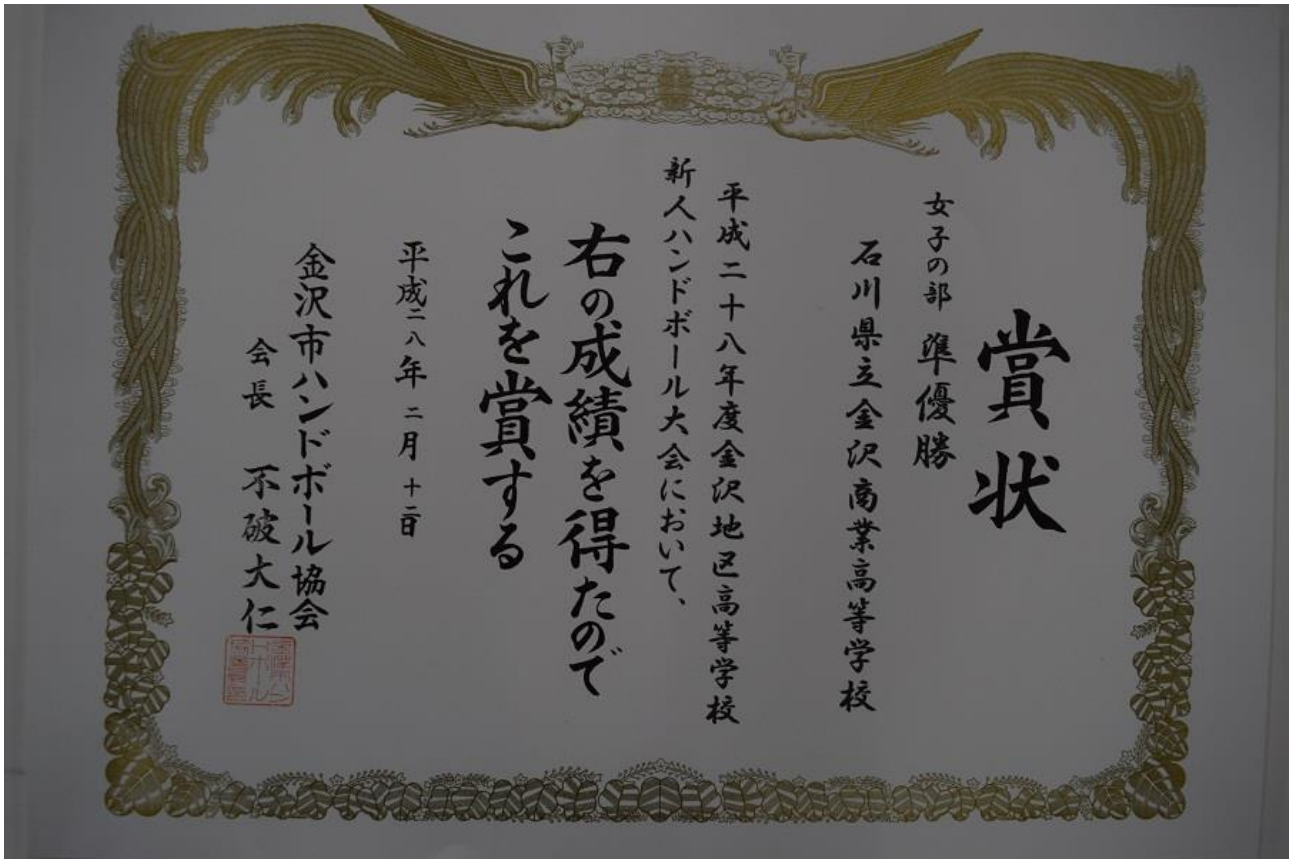 賞状
女子の部 準優勝
石川県立金沢商業高等学校
平成二十八年度金沢地区高等学校
新人ハンドボール大会において、
右の成績を得たので
これを賞する
平成二八年 二月 十二日
金沢市ハンドボール協会
会長 不破大仁